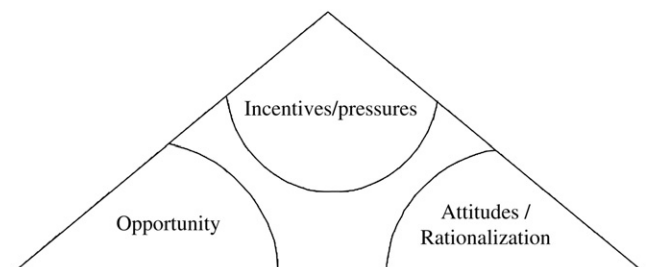 Incentives/pressures
Opportunity
Attitudes /
Rationalization